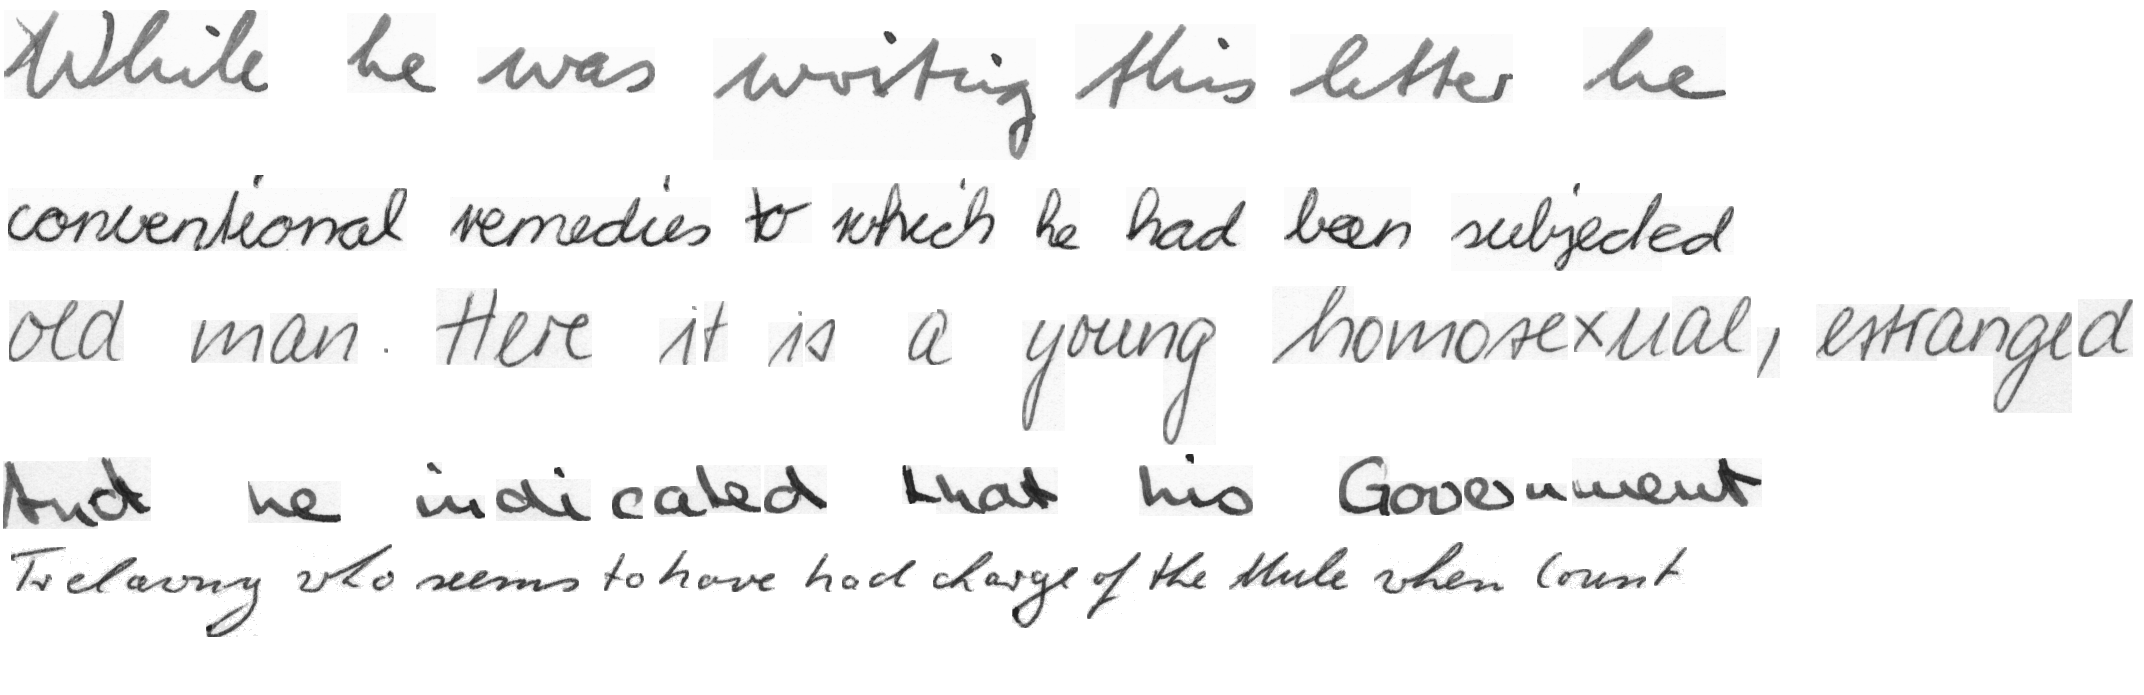 While he was writing this letter he
conventional remedies to which he had been subjected
old man. Here it is a young homosexual, estranged
And he indicated that his Government
Trelawny who seems to have had charge of the Mule when Count